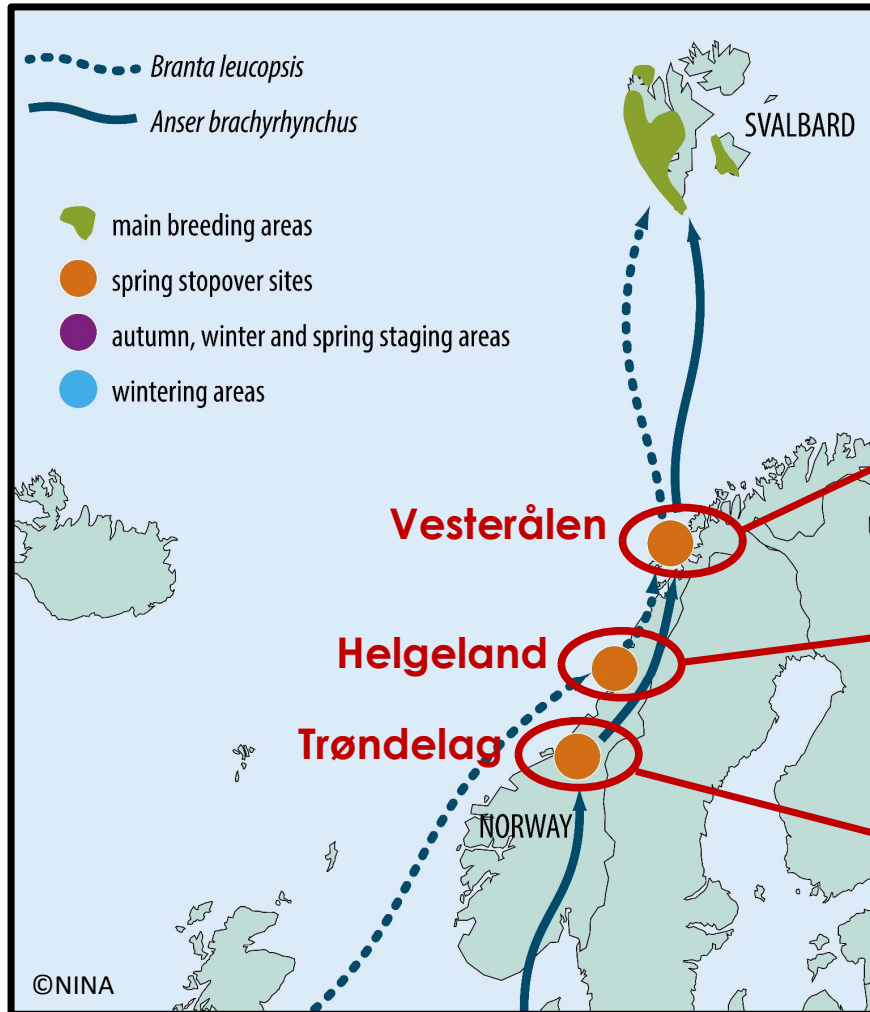 Branta leucopsis
Anser brachyrhynchus
SVALBARD
main breeding areas
spring stopover sites
autumn, winter and spring staging areas
wintering areas
Vesterålen
Helgeland
Trøndelag
NORWAY
©NINA